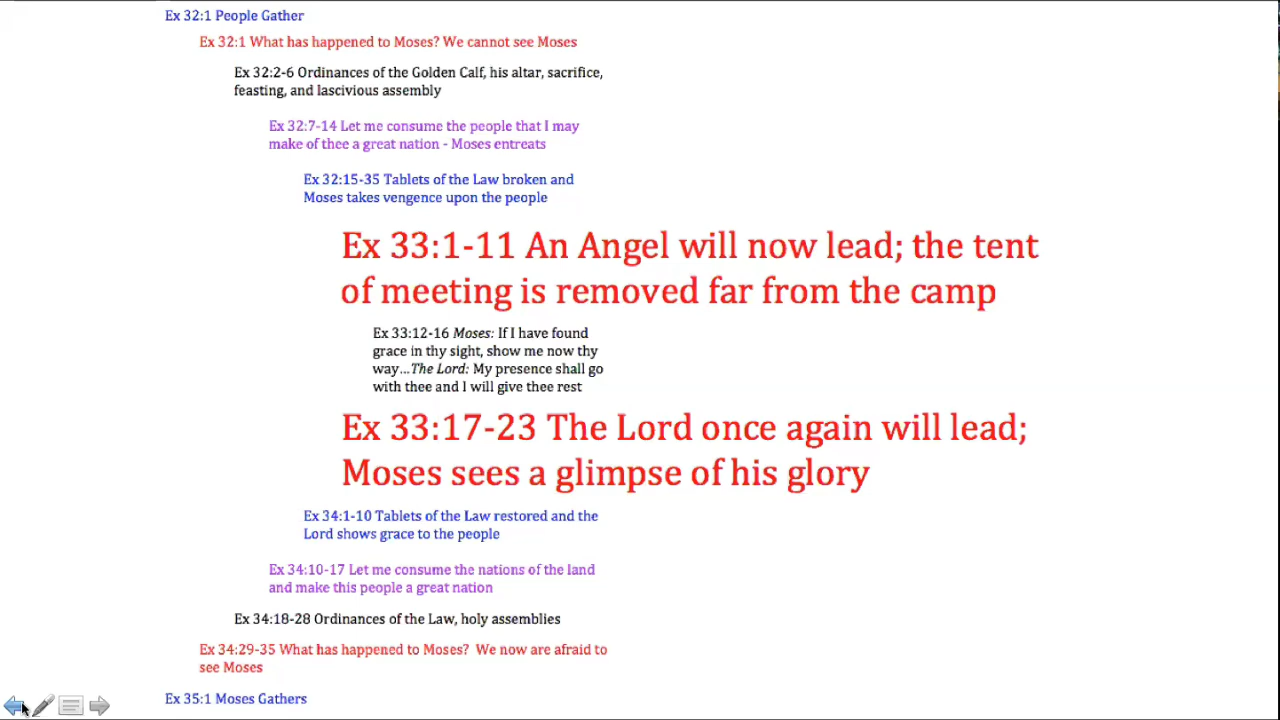 Ex 32:1 People Gather
Ex 32:1 What has happened to Moses? We cannot see Moses
Ex 32:2-6 Ordinances of the Golden Calf, his altar, sacrifice,
feasting, and lascivious assembly
Ex 32:7-14 Let me consume the people that I may
make of thee a great nation - Moses entreats
Ex 32:15-35 Tablets of the Law broken and
Moses takes vengence upon the people
Ex 33:1-11 An Angel will now lead; the tent
of meeting is removed far from the camp
Ex 33:12-16 Moses: If I have found
grace in thy sight, show me now thy
way...The Lord: My presence shall go
with thee and I will give thee rest
Ex 33:17-23 The Lord once again will lead;
Moses sees a glimpse of his glory
Ex 34:1-10 Tablets of the Law restored and the
Lord shows grace to the people
Ex 34:10-17 Let me consume the nations of the land
and make this people a great nation
Ex 34:18-28 Ordinances of the Law, holy assemblies
Ex 34:29-35 What has happened to Moses?  We now are afraid to
see Moses
Ex 35:1 Moses Gathers